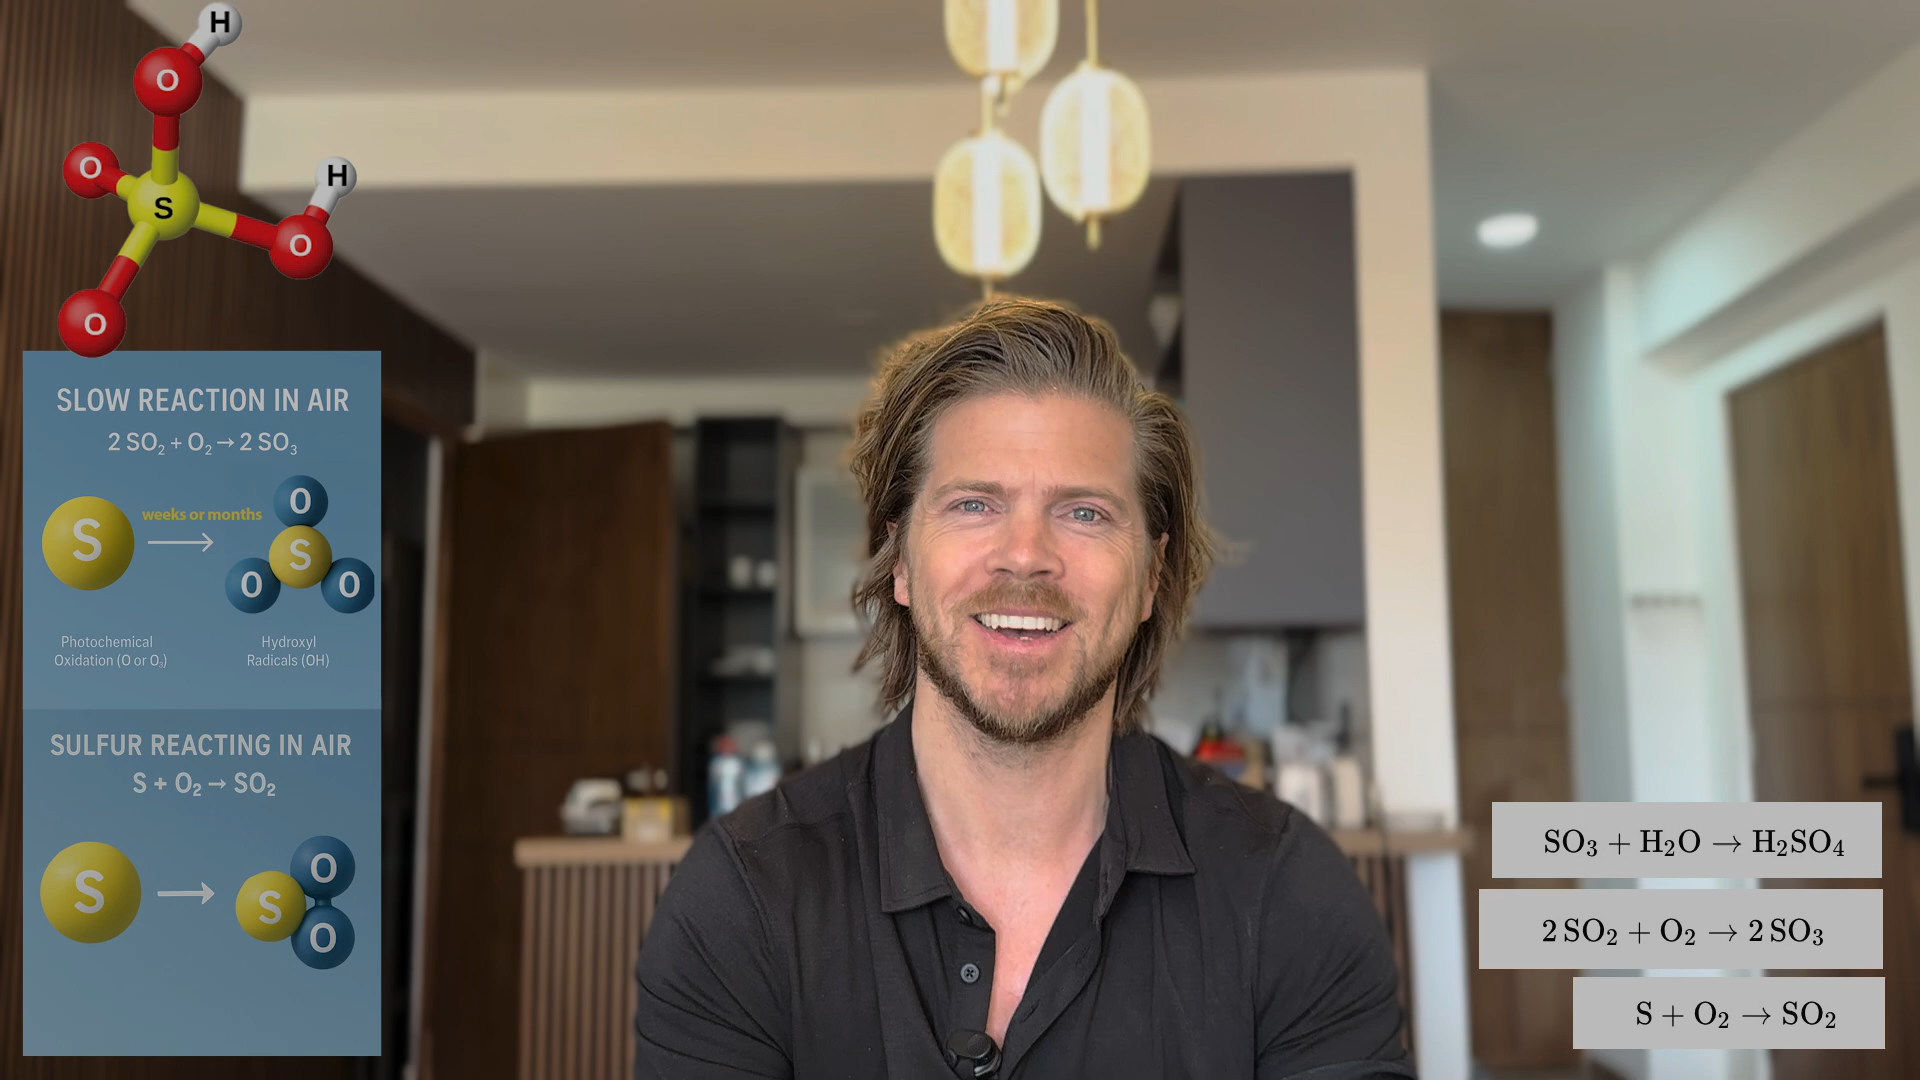 H
O
O
H
S
O
O
SLOW REACTION IN AIR
2 SO₂ + O₂ → 2 SO₃
O
weeks or months
S
S
O
O
Photochemical
Oxidation (O or O₃)
Hydroxyl
Radicals (OH)
SULFUR REACTING IN AIR
S + O₂ → SO₂
O
S
S
O
SO₃ + H₂O → H₂SO₄
2 SO₂ + O₂ → 2 SO₃
S + O₂ → SO₂